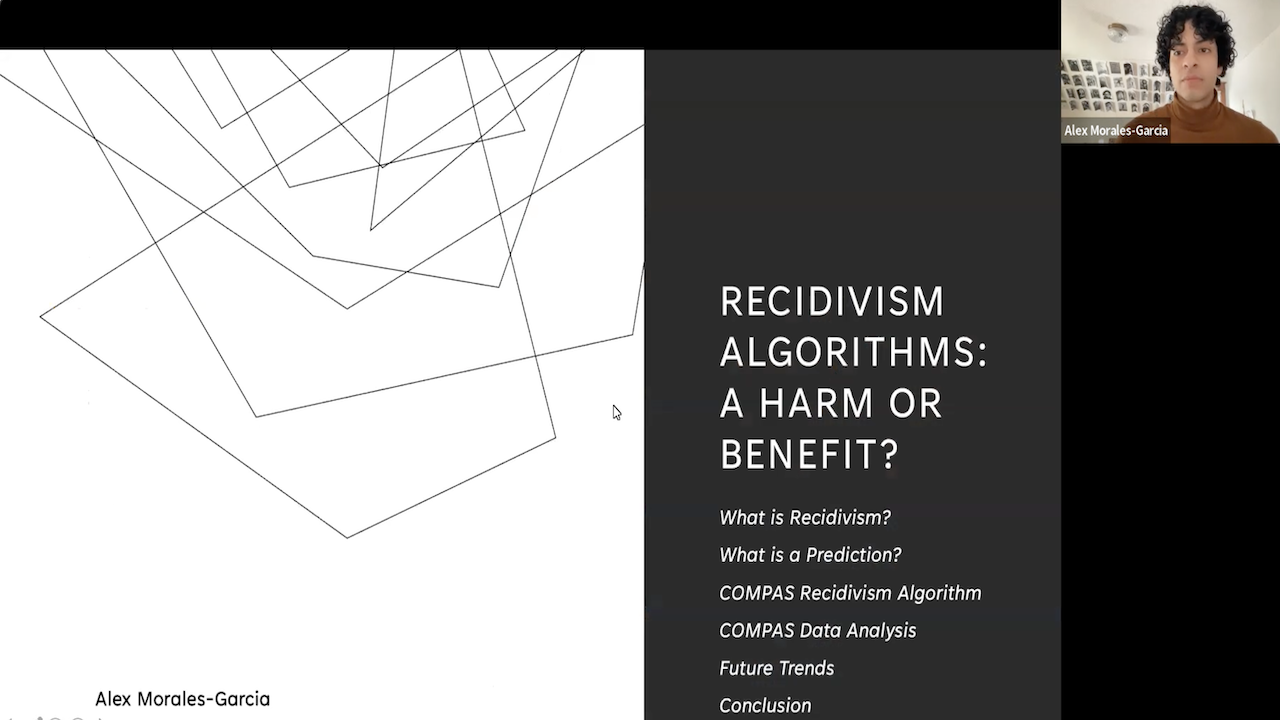 RECIDIVISM
ALGORITHMS:
A HARM OR
BENEFIT?
What is Recidivism?
What is a Prediction?
COMPAS Recidivism Algorithm
COMPAS Data Analysis
Future Trends
Conclusion
Alex Morales-Garcia
Alex Morales-Garcia